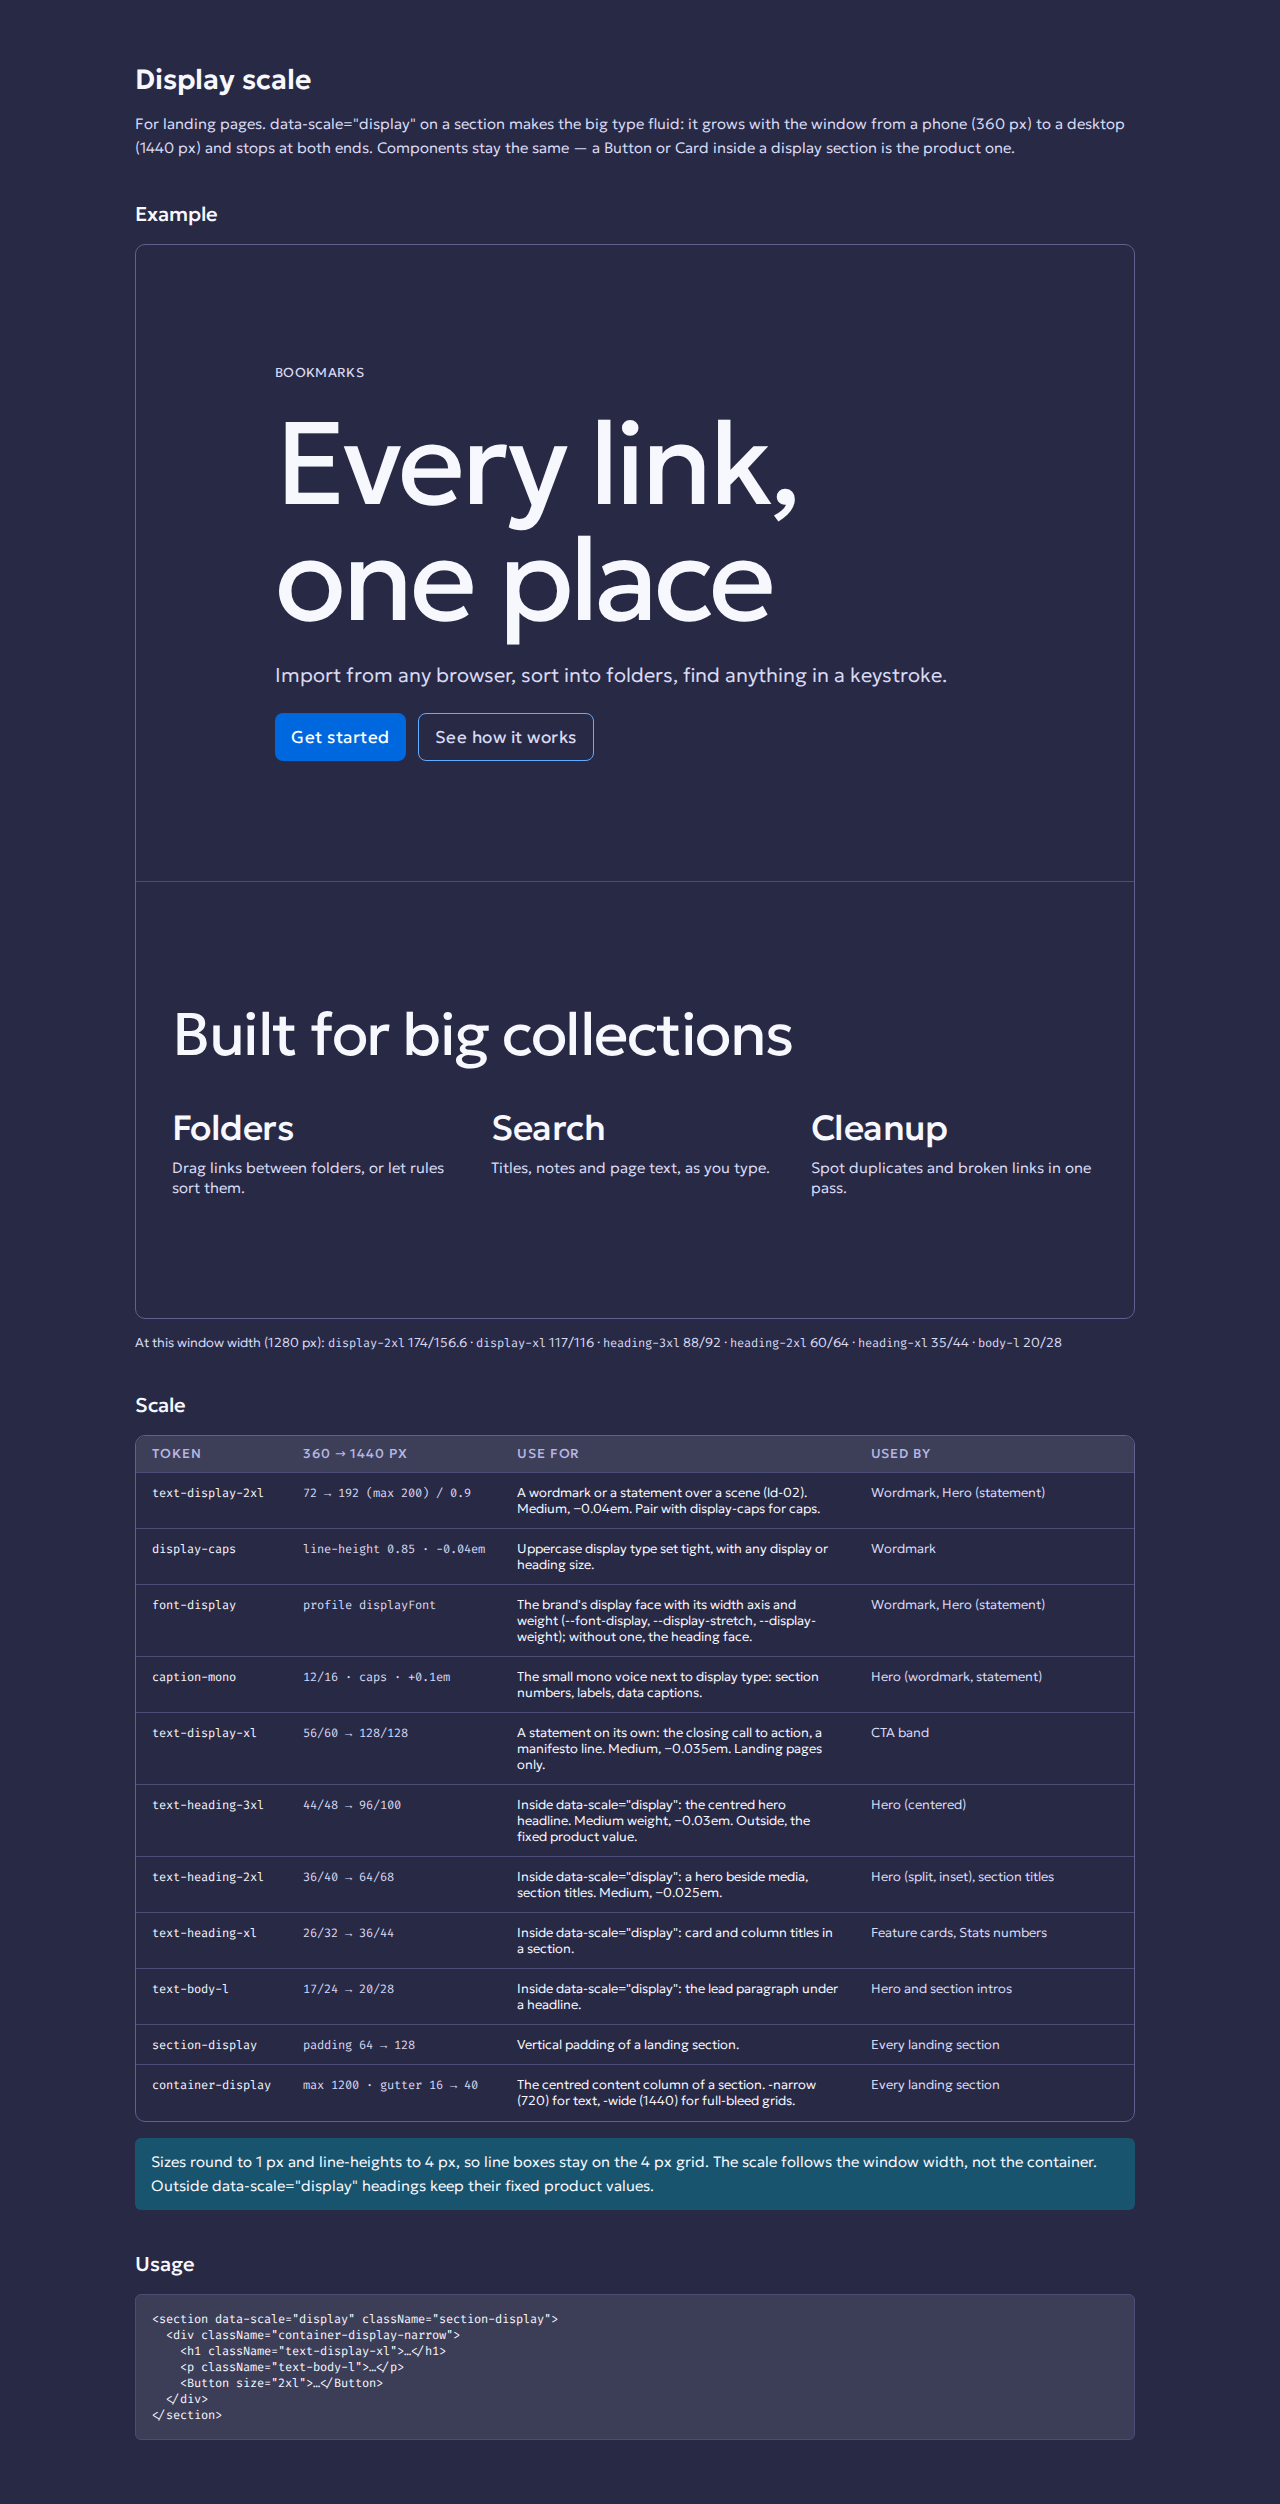 Display scale
For landing pages. data-scale="display" on a section makes the big type fluid: it grows with the window from a phone (360 px) to a desktop
(1440 px) and stops at both ends. Components stay the same — a Button or Card inside a display section is the product one.
Example
BOOKMARKS
Every link,
one place
Import from any browser, sort into folders, find anything in a keystroke.
Get started
See how it works
Built for big collections
Folders
Drag links between folders, or let rules
sort them.
Search
Titles, notes and page text, as you type.
Cleanup
Spot duplicates and broken links in one
pass.
At this window width (1280 px): display-2xl 174/156.6 · display-xl 117/116 · heading-3xl 88/92 · heading-2xl 60/64 · heading-xl 35/44 · body-l 20/28
Scale
TOKEN 360 → 1440 PX USE FOR USED BY
text-display-2xl 72 → 192 (max 200) / 0.9 A wordmark or a statement over a scene (ld-02). Wordmark, Hero (statement)
Medium, −0.04em. Pair with display-caps for caps.
display-caps line-height 0.85 · -0.04em Uppercase display type set tight, with any display or Wordmark
heading size.
font-display profile displayFont The brand's display face with its width axis and Wordmark, Hero (statement)
weight (--font-display, --display-stretch, --display-
weight); without one, the heading face.
caption-mono 12/16 · caps · +0.1em The small mono voice next to display type: section Hero (wordmark, statement)
numbers, labels, data captions.
text-display-xl 56/60 → 128/128 A statement on its own: the closing call to action, a CTA band
manifesto line. Medium, −0.035em. Landing pages
only.
text-heading-3xl 44/48 → 96/100 Inside data-scale="display": the centred hero Hero (centered)
headline. Medium weight, −0.03em. Outside, the
fixed product value.
text-heading-2xl 36/40 → 64/68 Inside data-scale="display": a hero beside media, Hero (split, inset), section titles
section titles. Medium, −0.025em.
text-heading-xl 26/32 → 36/44 Inside data-scale="display": card and column titles in Feature cards, Stats numbers
a section.
text-body-l 17/24 → 20/28 Inside data-scale="display": the lead paragraph under Hero and section intros
a headline.
section-display padding 64 → 128 Vertical padding of a landing section. Every landing section
container-display max 1200 · gutter 16 → 40 The centred content column of a section. -narrow Every landing section
(720) for text, -wide (1440) for full-bleed grids.
Sizes round to 1 px and line-heights to 4 px, so line boxes stay on the 4 px grid. The scale follows the window width, not the container.
Outside data-scale="display" headings keep their fixed product values.
Usage
<section data-scale="display" className="section-display">
<div className="container-display-narrow">
<h1 className="text-display-xl">…</h1>
<p className="text-body-l">…</p>
<Button size="2xl">…</Button>
</div>
</section>